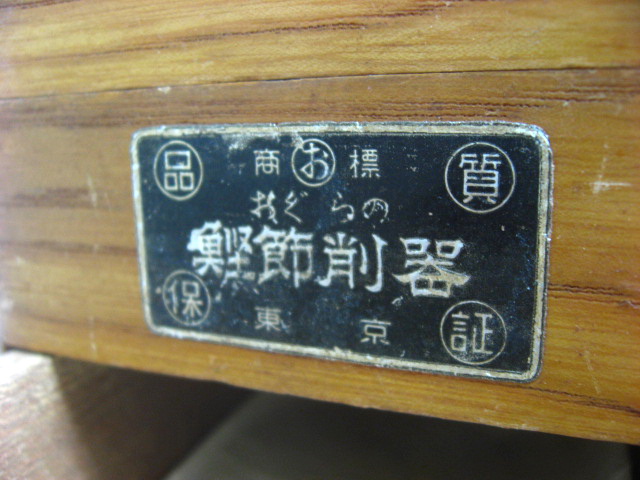 品 商 お 標 質
おぐらの
鰹節削器
保 東京 証